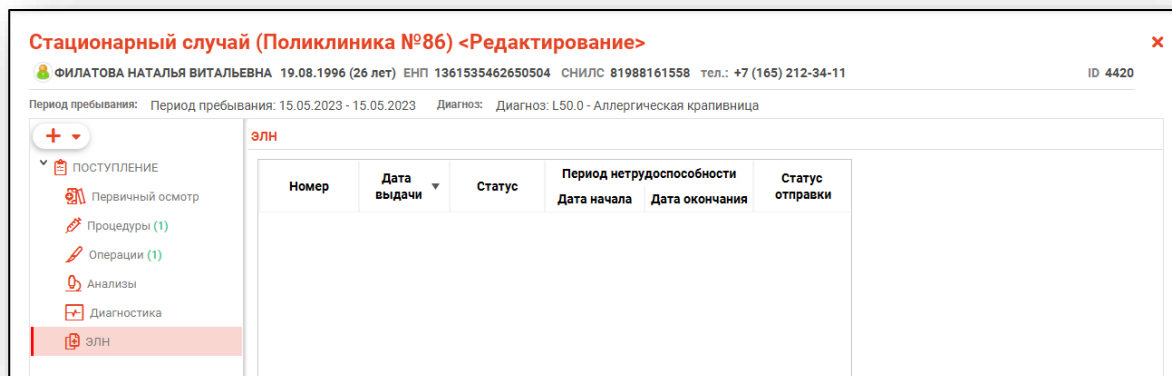 Стационарный случай (Поликлиника №86) <Редактирование>
ФИЛАТОВА НАТАЛЬЯ ВИТАЛЬЕВНА 19.08.1996 (26 лет) ЕНП 1361535462650504 СНИЛС 81988161558 тел.: +7 (165) 212-34-11 ID 4420
Период пребывания: Период пребывания: 15.05.2023 - 15.05.2023 Диагноз: Диагноз: L50.0 - Аллергическая крапивница
ЭЛН
ПОСТУПЛЕНИЕ
Первичный осмотр
Процедуры (1)
Операции (1)
Анализы
Диагностика
ЭЛН
Номер
Дата
выдачи
Статус
Период нетрудоспособности
Дата начала Дата окончания
Статус
отправки